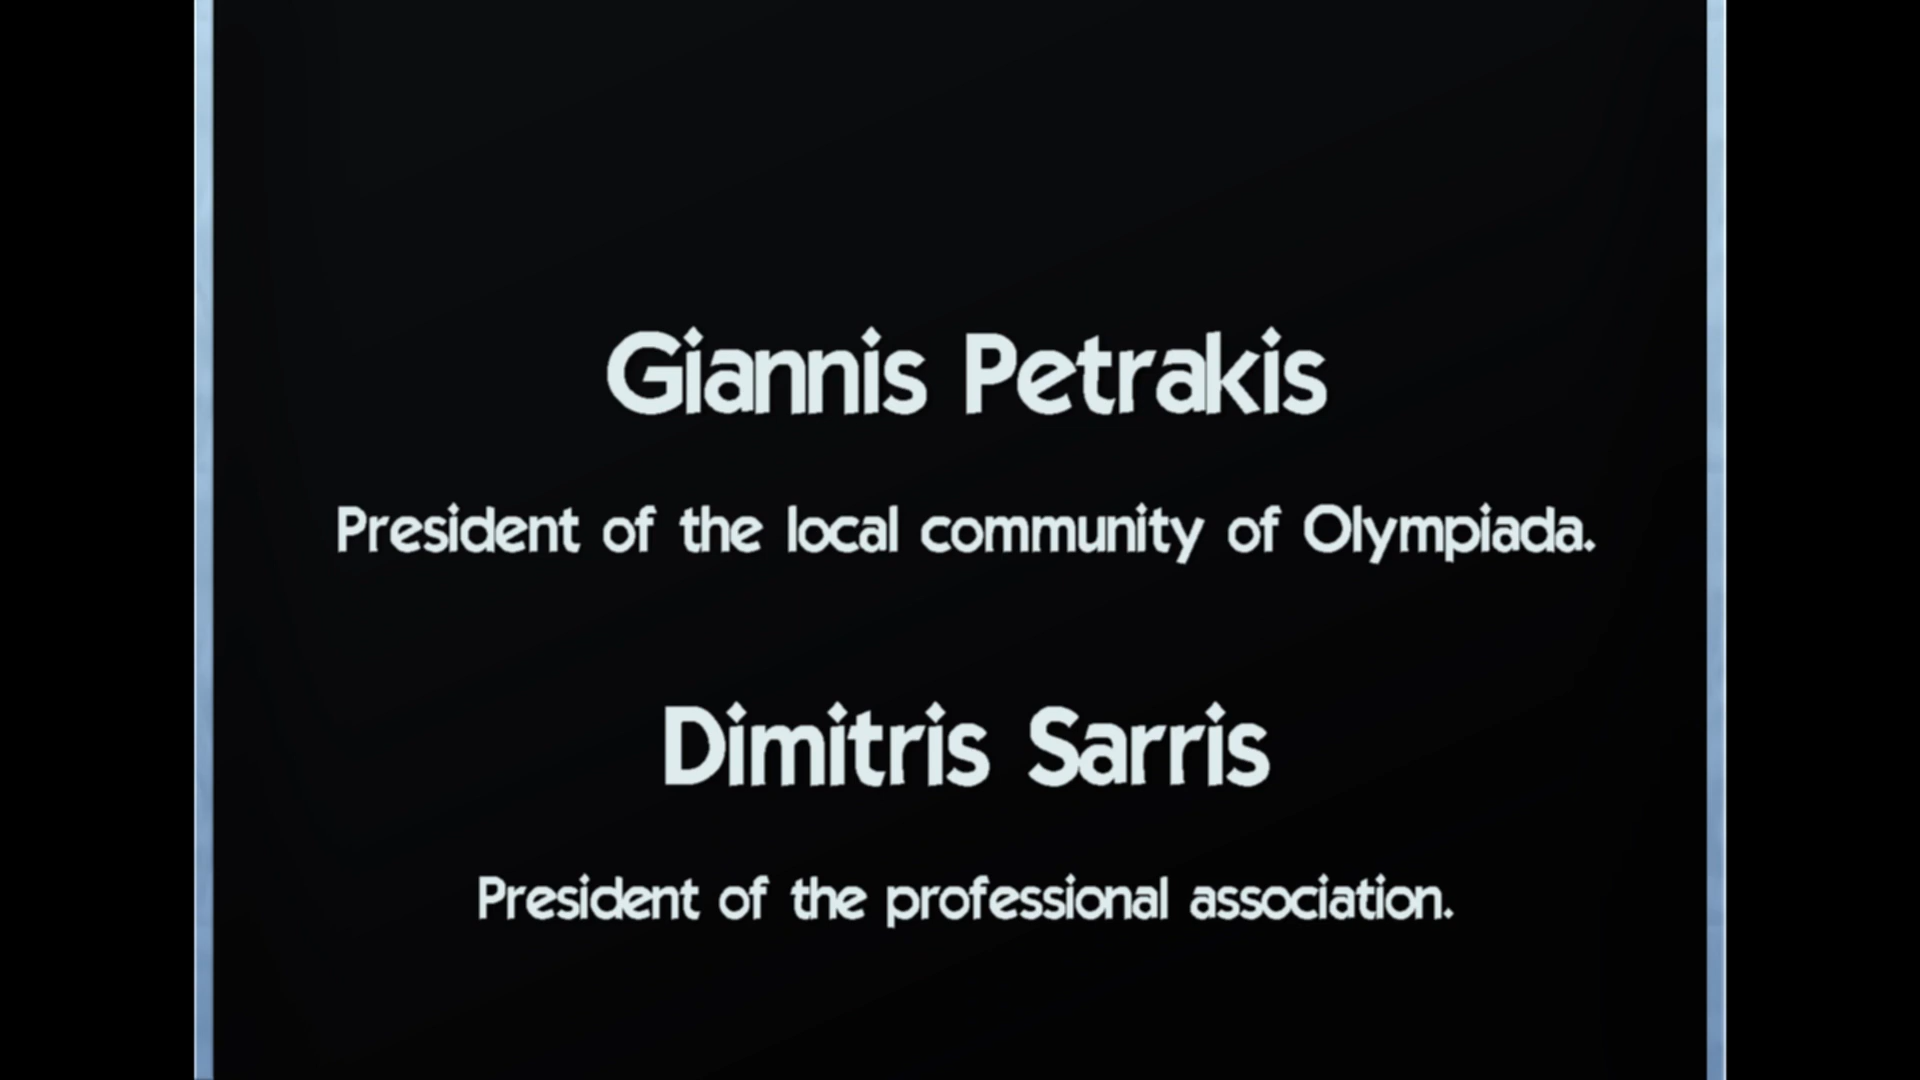 Giannis Petrakis
President of the local community of Olympiada.
Dimitris Sarris
President of the professional association.